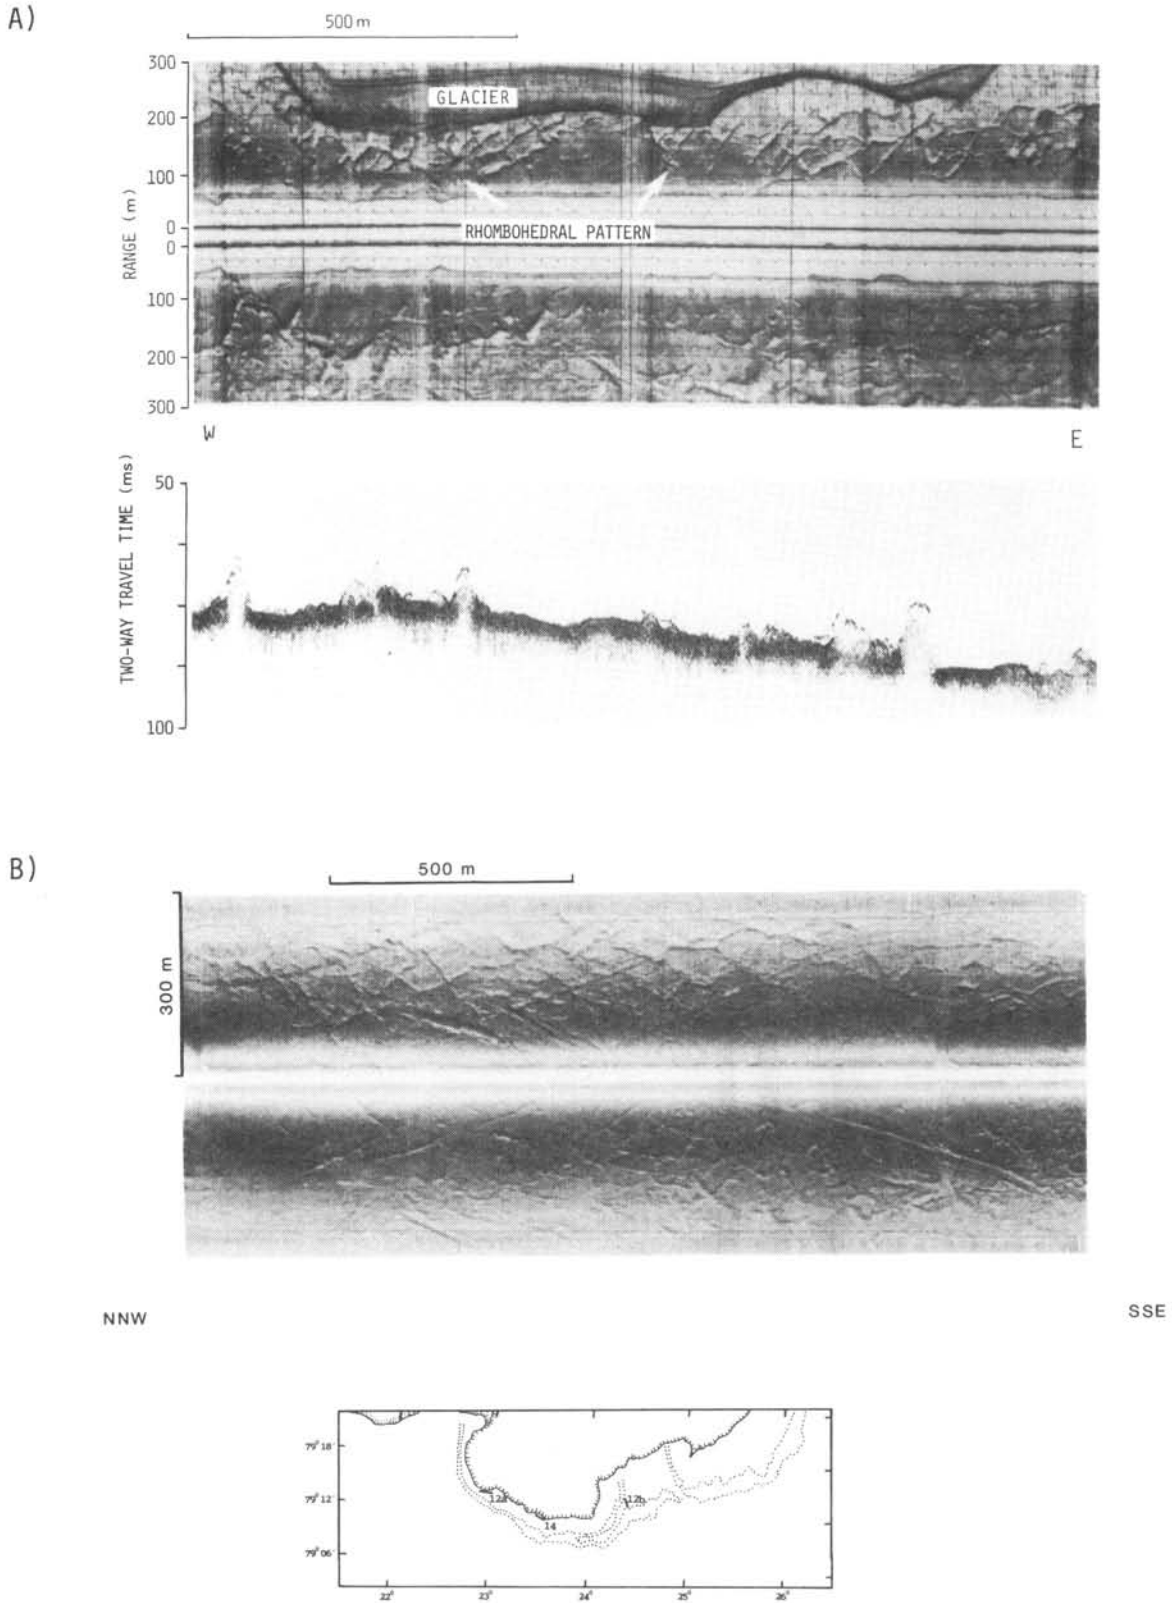 A)
500 m
300
200
100
0
0
100
200
300
RANGE (m)
GLACIER
RHOMBOHEDRAL PATTERN
W
E
TWO-WAY TRAVEL TIME (ms)
50
100
B)
500 m
300 m
NNW
SSE
79° 18'
79° 12'
79° 06'
12a
12b
14
22°
23°
24°
25°
26°